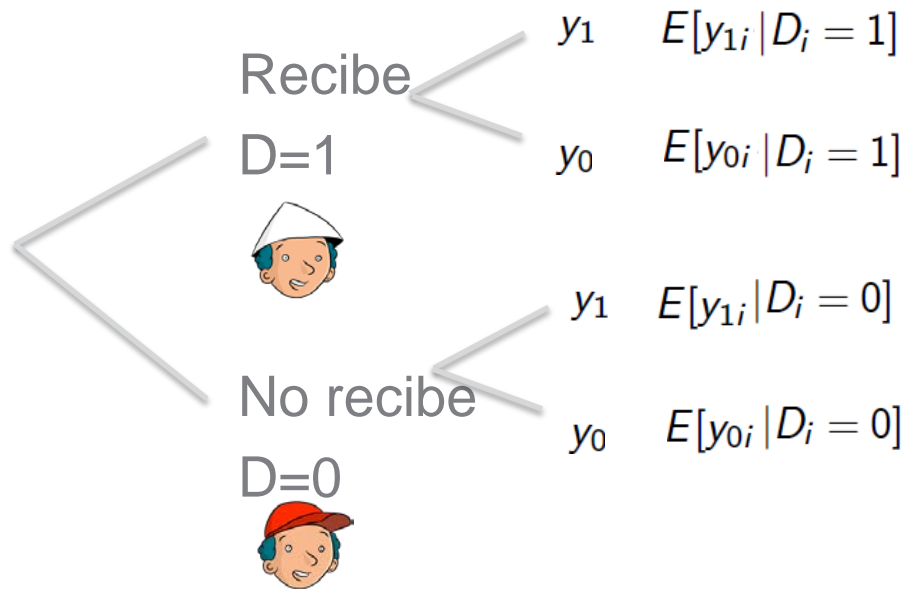 y₁ E[y₁ᵢ|Dᵢ = 1]
Recibe
D=1
y₀ E[y₀ᵢ|Dᵢ = 1]
y₁ E[y₁ᵢ|Dᵢ = 0]
No recibe
D=0
y₀ E[y₀ᵢ|Dᵢ = 0]